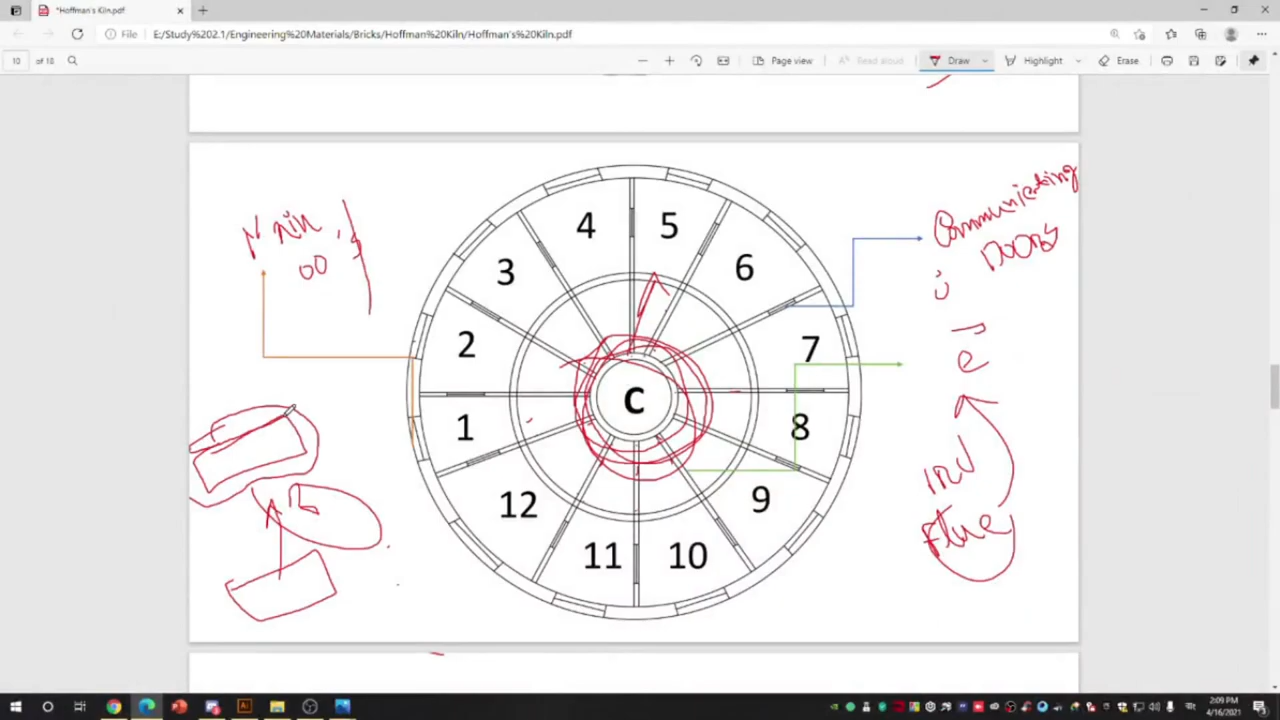 *Hoffman's Kiln.pdf
File
E:/Study%202.1/Engineering%20Materials/Bricks/Hoffman%20Kiln/Hoffman's%20Kiln.pdf
10 of 18
Page view
Read aloud
Draw
Highlight
Erase
4 5
3 6
2 7
C
1 8
12 9
11 10
Communicating
DOORS
Flue
2:09 PM
4/16/2021